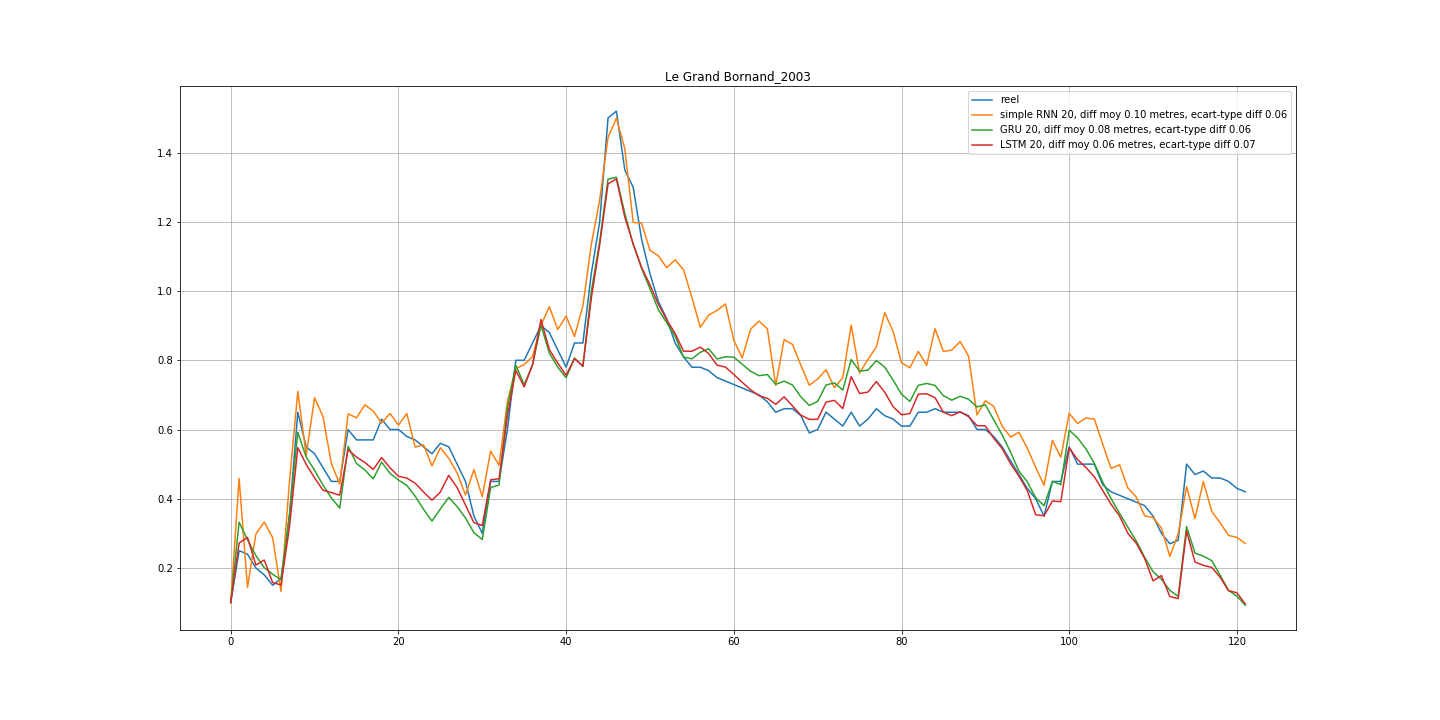 Le Grand Bornand_2003
reel
simple RNN 20, diff moy 0.10 metres, ecart-type diff 0.06
GRU 20, diff moy 0.08 metres, ecart-type diff 0.06
LSTM 20, diff moy 0.06 metres, ecart-type diff 0.07
1.4
1.2
1.0
0.8
0.6
0.4
0.2
0 20 40 60 80 100 120